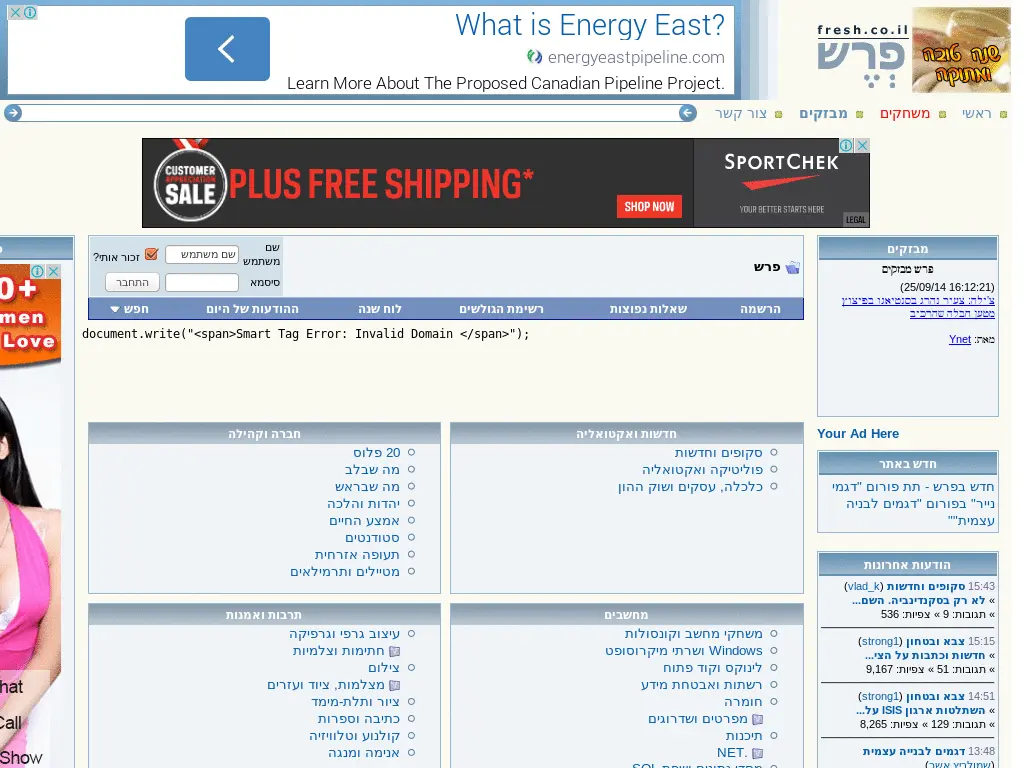 What is Energy East?
energyeastpipeline.com
Learn More About The Proposed Canadian Pipeline Project.
fresh.co.il
פרש
שנה טובה
ומתוקה
ראשי
משחקים
מבזקים
צור קשר
CUSTOMER
APPRECIATION
SALE
PLUS FREE SHIPPING*
SHOP NOW
SPORTCHEK
YOUR BETTER STARTS HERE
LEGAL
מבזקים
פרש מבזקים
(25/09/14 16:12:21)
צ'ילה: צעיר נהרג בסנטיאגו בפיצוץ
מטען חבלה שהרכיב
מאת: Ynet
Your Ad Here
חדש באתר
חדש בפרש - תת פורום "דגמי
נייר" בפורום "דגמים לבניה
עצמית""
הודעות אחרונות
15:43 סקופים וחדשות (vlad_k)
» לא רק בסקנדינביה. השם...
» תגובות: 9 » צפיות: 536
15:15 צבא ובטחון (strong1)
» חדשות וכתבות על הצי...
» תגובות: 51 » צפיות: 9,167
14:51 צבא ובטחון (strong1)
» השתלטות ארגון ISIS על...
» תגובות: 129 » צפיות: 8,265
13:48 דגמים לבנייה עצמית
(שמוליק אשר)
פרש
שם משתמש
שם משתמש
זכור אותי?
סיסמא
התחבר
הרשמה
שאלות נפוצות
רשימת הגולשים
לוח שנה
ההודעות של היום
חפש
document.write("<span>Smart Tag Error: Invalid Domain </span>");
חדשות ואקטואליה
סקופים וחדשות
פוליטיקה ואקטואליה
כלכלה, עסקים ושוק ההון
חברה וקהילה
20 פלוס
מה שבלב
מה שבראש
יהדות והלכה
אמצע החיים
סטודנטים
תעופה אזרחית
מטיילים ותרמילאים
מחשבים
משחקי מחשב וקונסולות
Windows ושרתי מיקרוסופט
לינוקס וקוד פתוח
רשתות ואבטחת מידע
חומרה
מפרטים ושדרוגים
תיכנות
.NET
תרבות ואמנות
עיצוב גרפי וגרפיקה
חתימות וצלמיות
צילום
מצלמות, ציוד ועזרים
ציור ותלת-מימד
כתיבה וספרות
קולנוע וטלוויזיה
אנימה ומנגה
0+
men
Love
hat
Call
Show